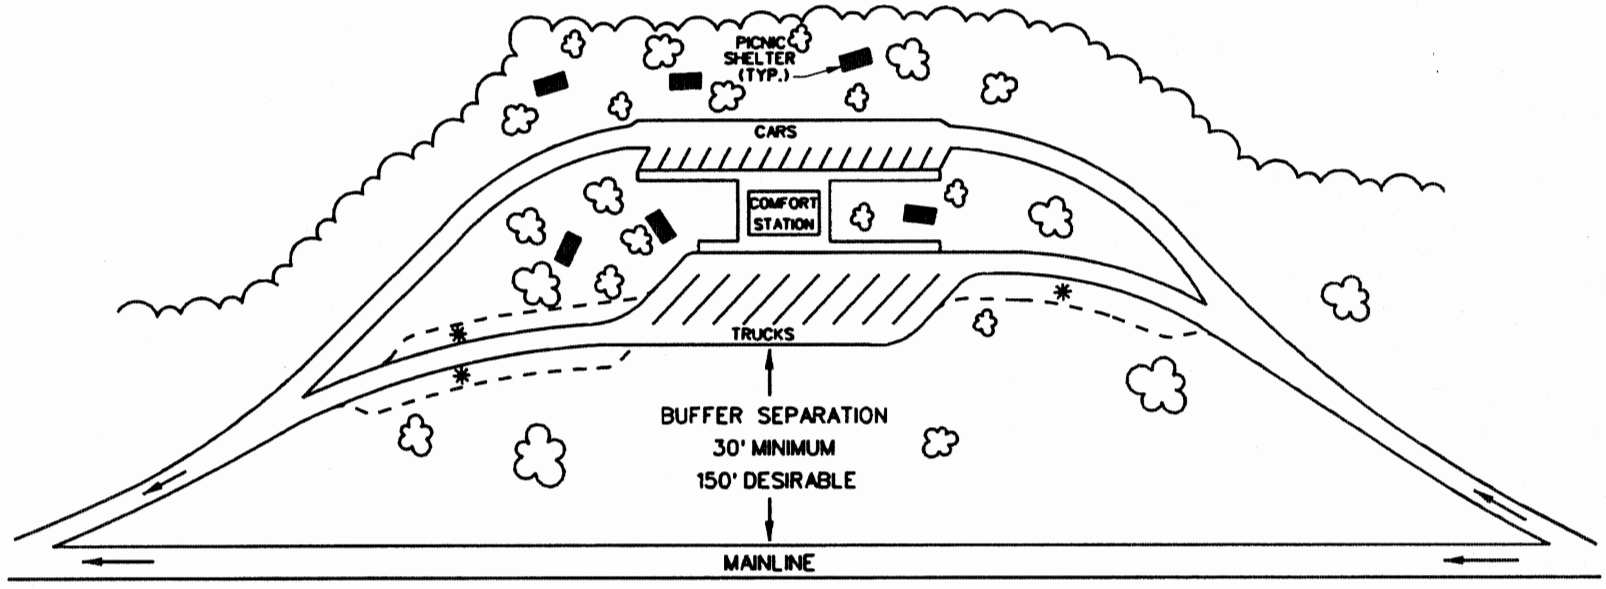 PICNIC
SHELTER
(TYP.)
CARS
COMFORT
STATION
*
*
*
TRUCKS
BUFFER SEPARATION
30' MINIMUM
150' DESIRABLE
MAINLINE